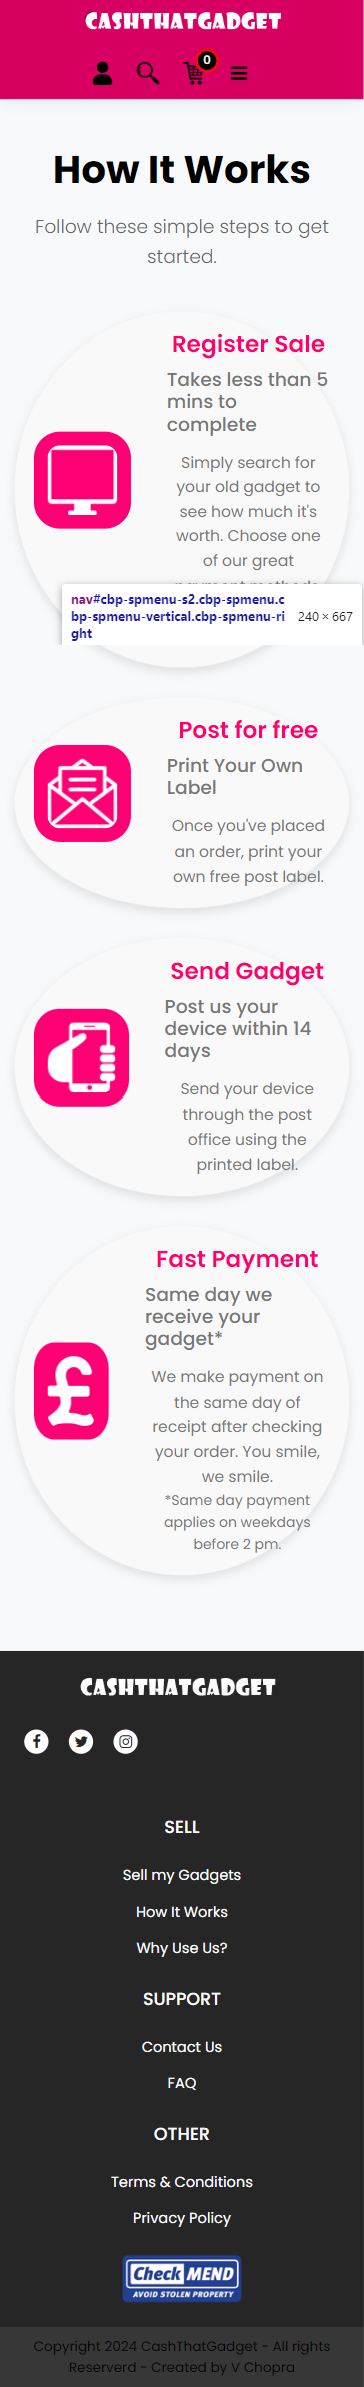 CASHTHATGADGET
0
How It Works
Follow these simple steps to get
started.
Register Sale
Takes less than 5
mins to
complete
Simply search for
your old gadget to
see how much it's
worth. Choose one
of our great
nav#cbp-spmenu-s2.cbp-spmenu.c
bp-spmenu-vertical.cbp-spmenu-ri
ght
240 × 667
Post for free
Print Your Own
Label
Once you've placed
an order, print your
own free post label.
Send Gadget
Post us your
device within 14
days
Send your device
through the post
office using the
printed label.
£
Fast Payment
Same day we
receive your
gadget*
We make payment on
the same day of
receipt after checking
your order. You smile,
we smile.
*Same day payment
applies on weekdays
before 2 pm.
CASHTHATGADGET
SELL
Sell my Gadgets
How It Works
Why Use Us?
SUPPORT
Contact Us
FAQ
OTHER
Terms & Conditions
Privacy Policy
Check MEND
AVOID STOLEN PROPERTY
Copyright 2024 CashThatGadget - All rights
Reserverd - Created by V Chopra